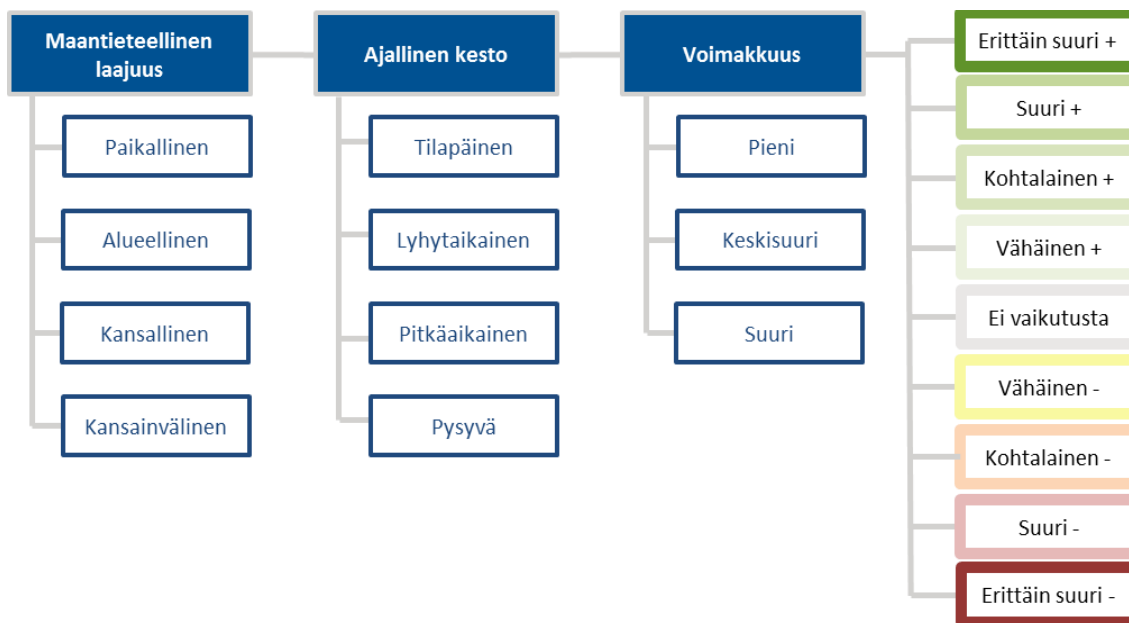 Maantieteellinen
laajuus
Paikallinen
Alueellinen
Kansallinen
Kansainvälinen
Ajallinen kesto
Tilapäinen
Lyhytaikainen
Pitkäaikainen
Pysyvä
Voimakkuus
Pieni
Keskisuuri
Suuri
Erittäin suuri +
Suuri +
Kohtalainen +
Vähäinen +
Ei vaikutusta
Vähäinen -
Kohtalainen -
Suuri -
Erittäin suuri -